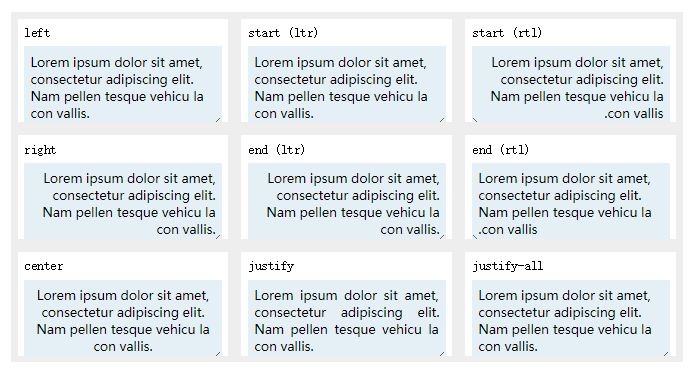 left
Lorem ipsum dolor sit amet,
consectetur adipiscing elit.
Nam pellen tesque vehicu la
con vallis.
start (ltr)
Lorem ipsum dolor sit amet,
consectetur adipiscing elit.
Nam pellen tesque vehicu la
con vallis.
start (rtl)
Lorem ipsum dolor sit amet,
consectetur adipiscing elit.
Nam pellen tesque vehicu la
.con vallis
right
Lorem ipsum dolor sit amet,
consectetur adipiscing elit.
Nam pellen tesque vehicu la
con vallis.
end (ltr)
Lorem ipsum dolor sit amet,
consectetur adipiscing elit.
Nam pellen tesque vehicu la
con vallis.
end (rtl)
Lorem ipsum dolor sit amet,
consectetur adipiscing elit.
Nam pellen tesque vehicu la
.con vallis
center
Lorem ipsum dolor sit amet,
consectetur adipiscing elit.
Nam pellen tesque vehicu la
con vallis.
justify
Lorem ipsum dolor sit amet,
consectetur adipiscing elit.
Nam pellen tesque vehicu la
con vallis.
justify-all
Lorem ipsum dolor sit amet,
consectetur adipiscing elit.
Nam pellen tesque vehicu la
con vallis.